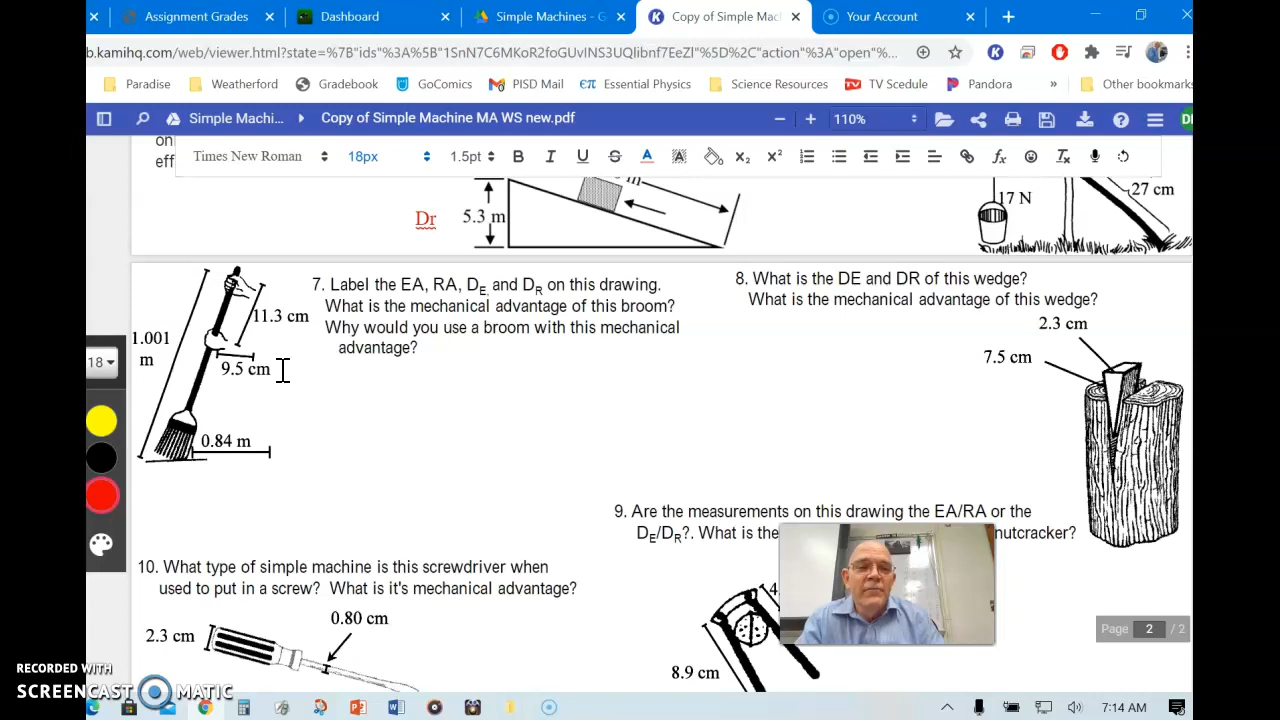 Assignment Grades
Dashboard
Simple Machines - G
Copy of Simple Mac
Your Account
b.kamihq.com/web/viewer.html?state=%7B"ids"%3A%5B"1SnN7C6MKoR2foGUvINS3UQlibnf7EeZl"%5D%2C"action"%3A"open"%...
Paradise
Weatherford
Gradebook
GoComics
PISD Mail
Essential Physics
Science Resources
TV Scedule
Pandora
»
Other bookmarks
Simple Machi...
Copy of Simple Machine MA WS new.pdf
110%
on
eff
Times New Roman
18px
1.5pt
Dr
5.3 m
m
17 N
27 cm
7. Label the EA, RA, DE, and DR on this drawing.
What is the mechanical advantage of this broom?
Why would you use a broom with this mechanical
advantage?
1.001
m
11.3 cm
9.5 cm
0.84 m
8. What is the DE and DR of this wedge?
What is the mechanical advantage of this wedge?
2.3 cm
7.5 cm
18
9. Are the measurements on this drawing the EA/RA or the
DE/DR?. What is the
nutcracker?
4
8.9 cm
10. What type of simple machine is this screwdriver when
used to put in a screw? What is it's mechanical advantage?
0.80 cm
2.3 cm
Page 2 / 2
RECORDED WITH
SCREENCAST MATIC
7:14 AM